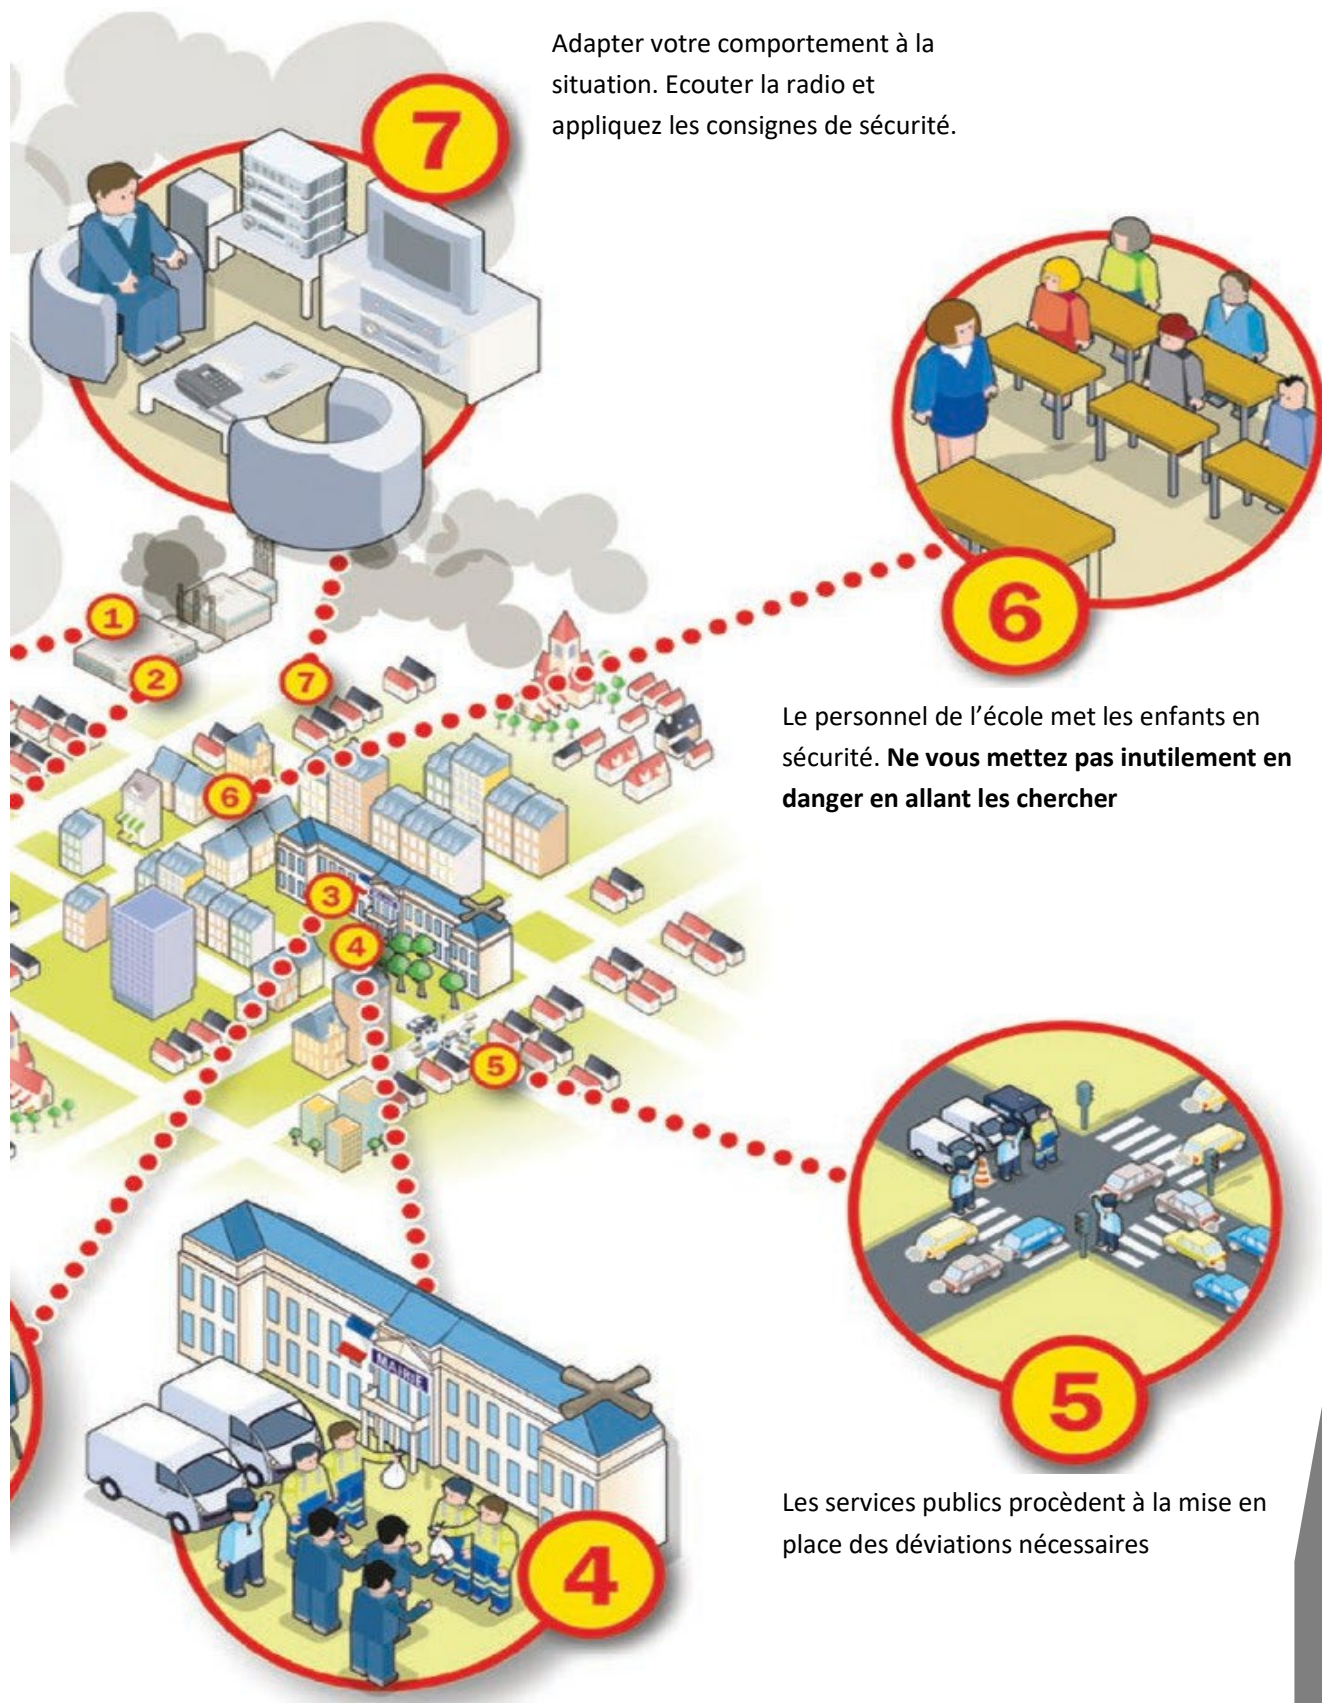 Adapter votre comportement à la
situation. Ecouter la radio et
appliquez les consignes de sécurité.
7
6
1
2
7
Le personnel de l’école met les enfants en
sécurité. Ne vous mettez pas inutilement en
danger en allant les chercher
6
3
4
5
MAIRIE
5
Les services publics procèdent à la mise en
place des déviations nécessaires
4